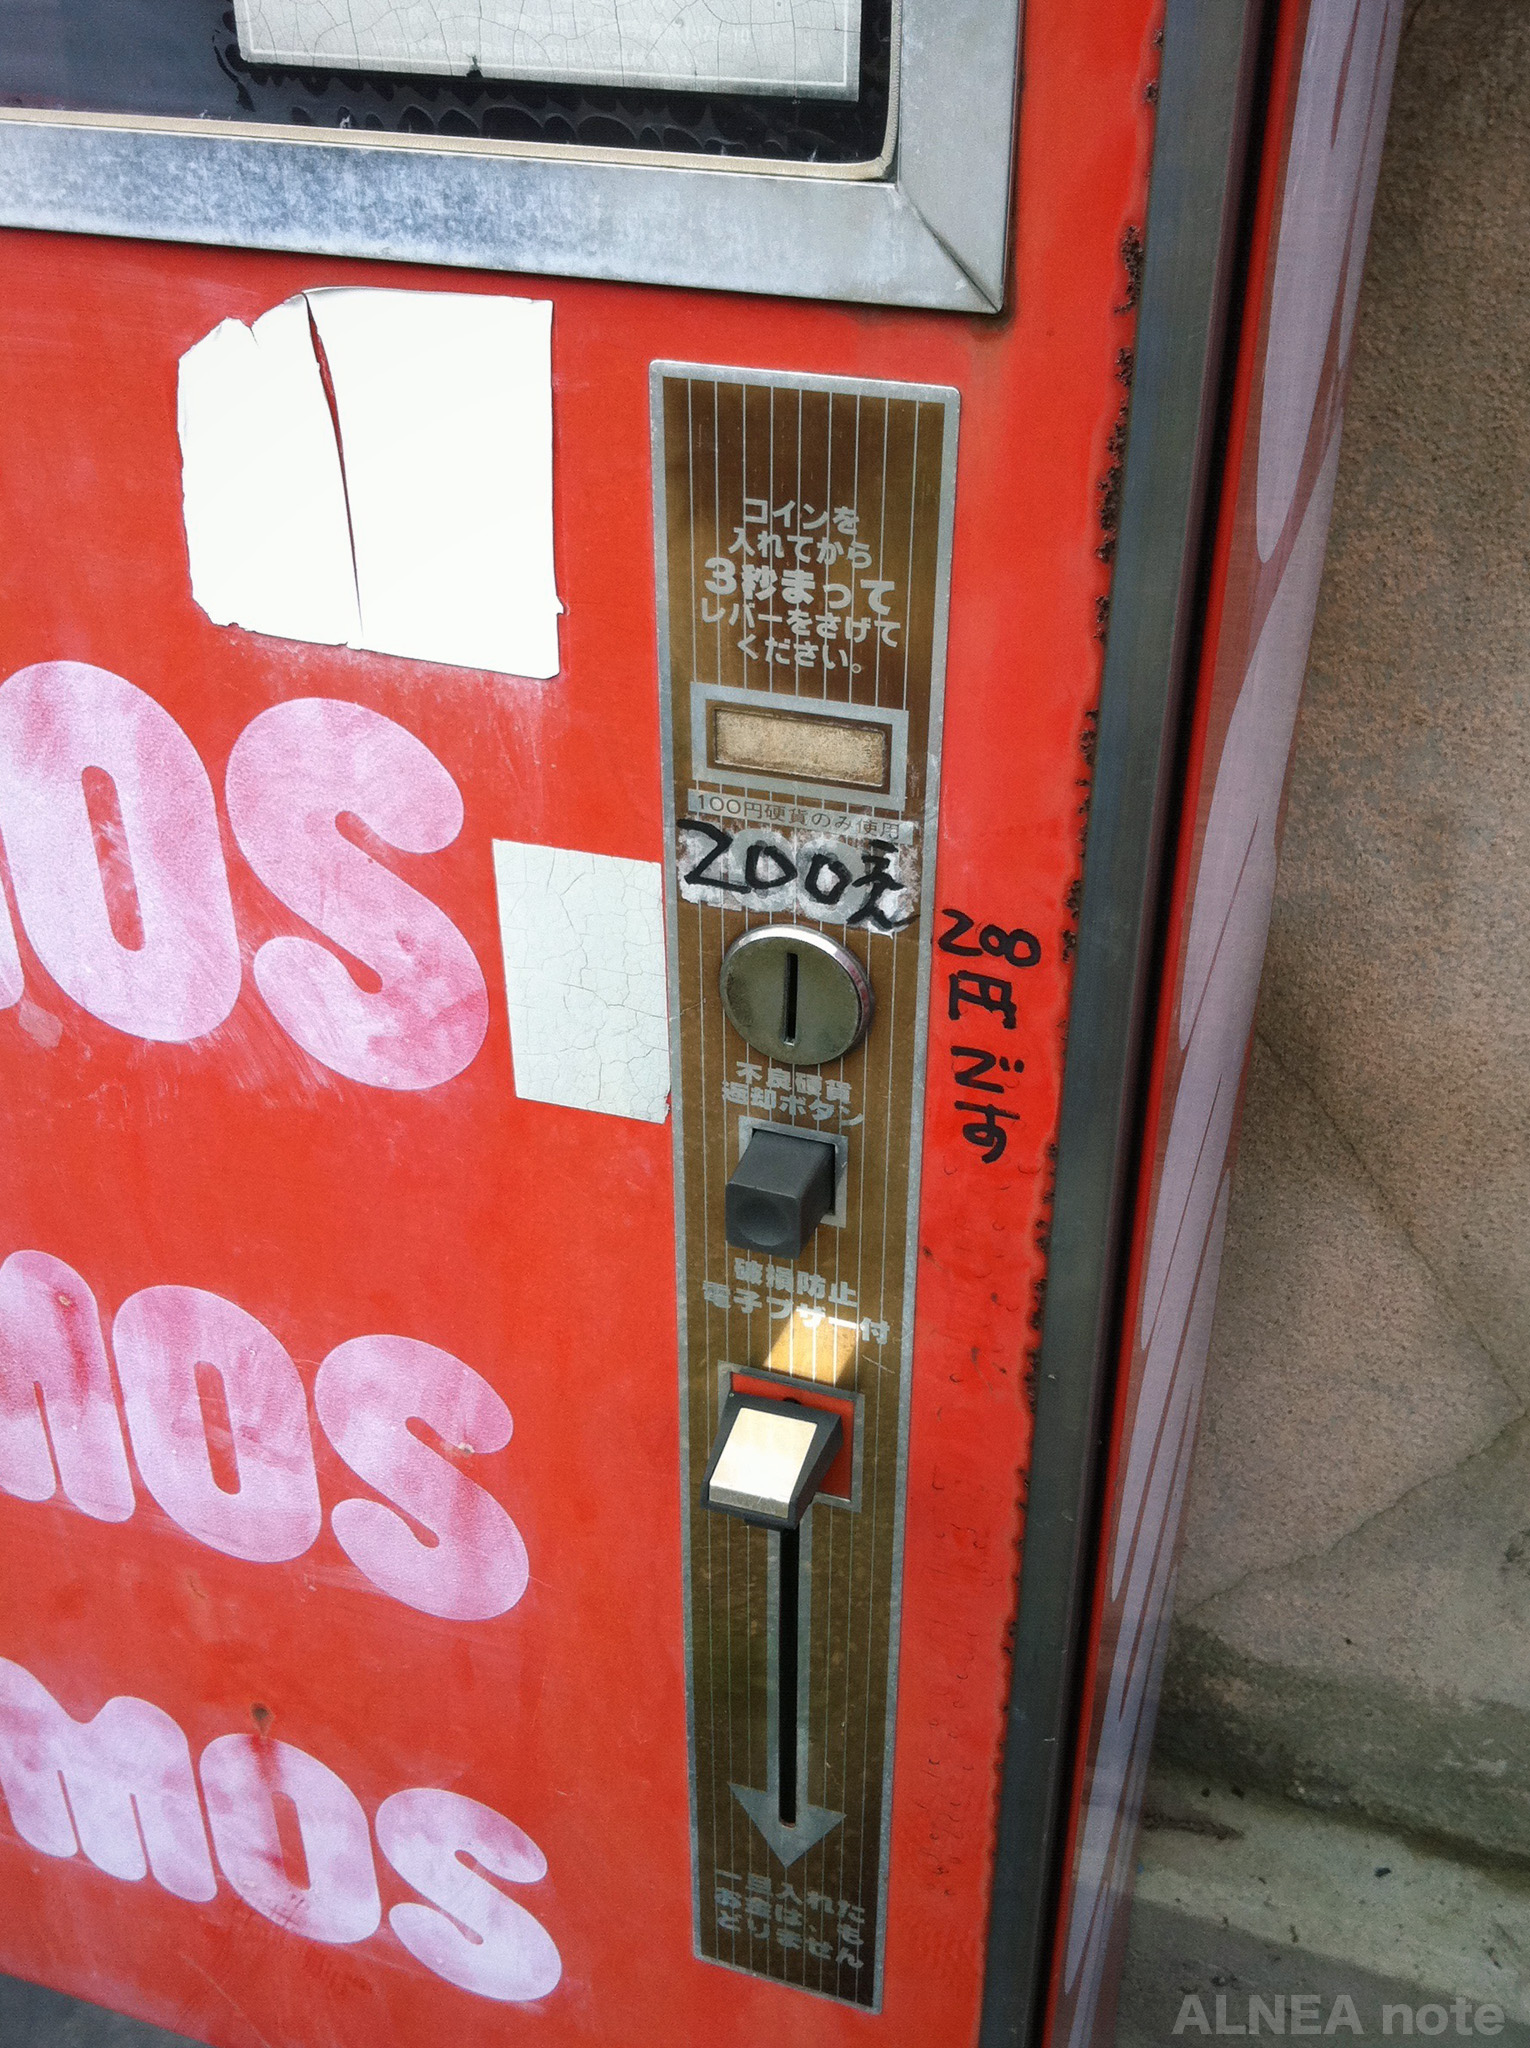 コインを
入れてから
3秒まって
レバーをさげて
ください。
100円硬貨のみ使用
200え
200
円
です
不良硬貨
返却ボタン
破損防止
電子ブザー付
一旦入れた
お金は、も
どりません
OS
mos
mos
ALNEA note